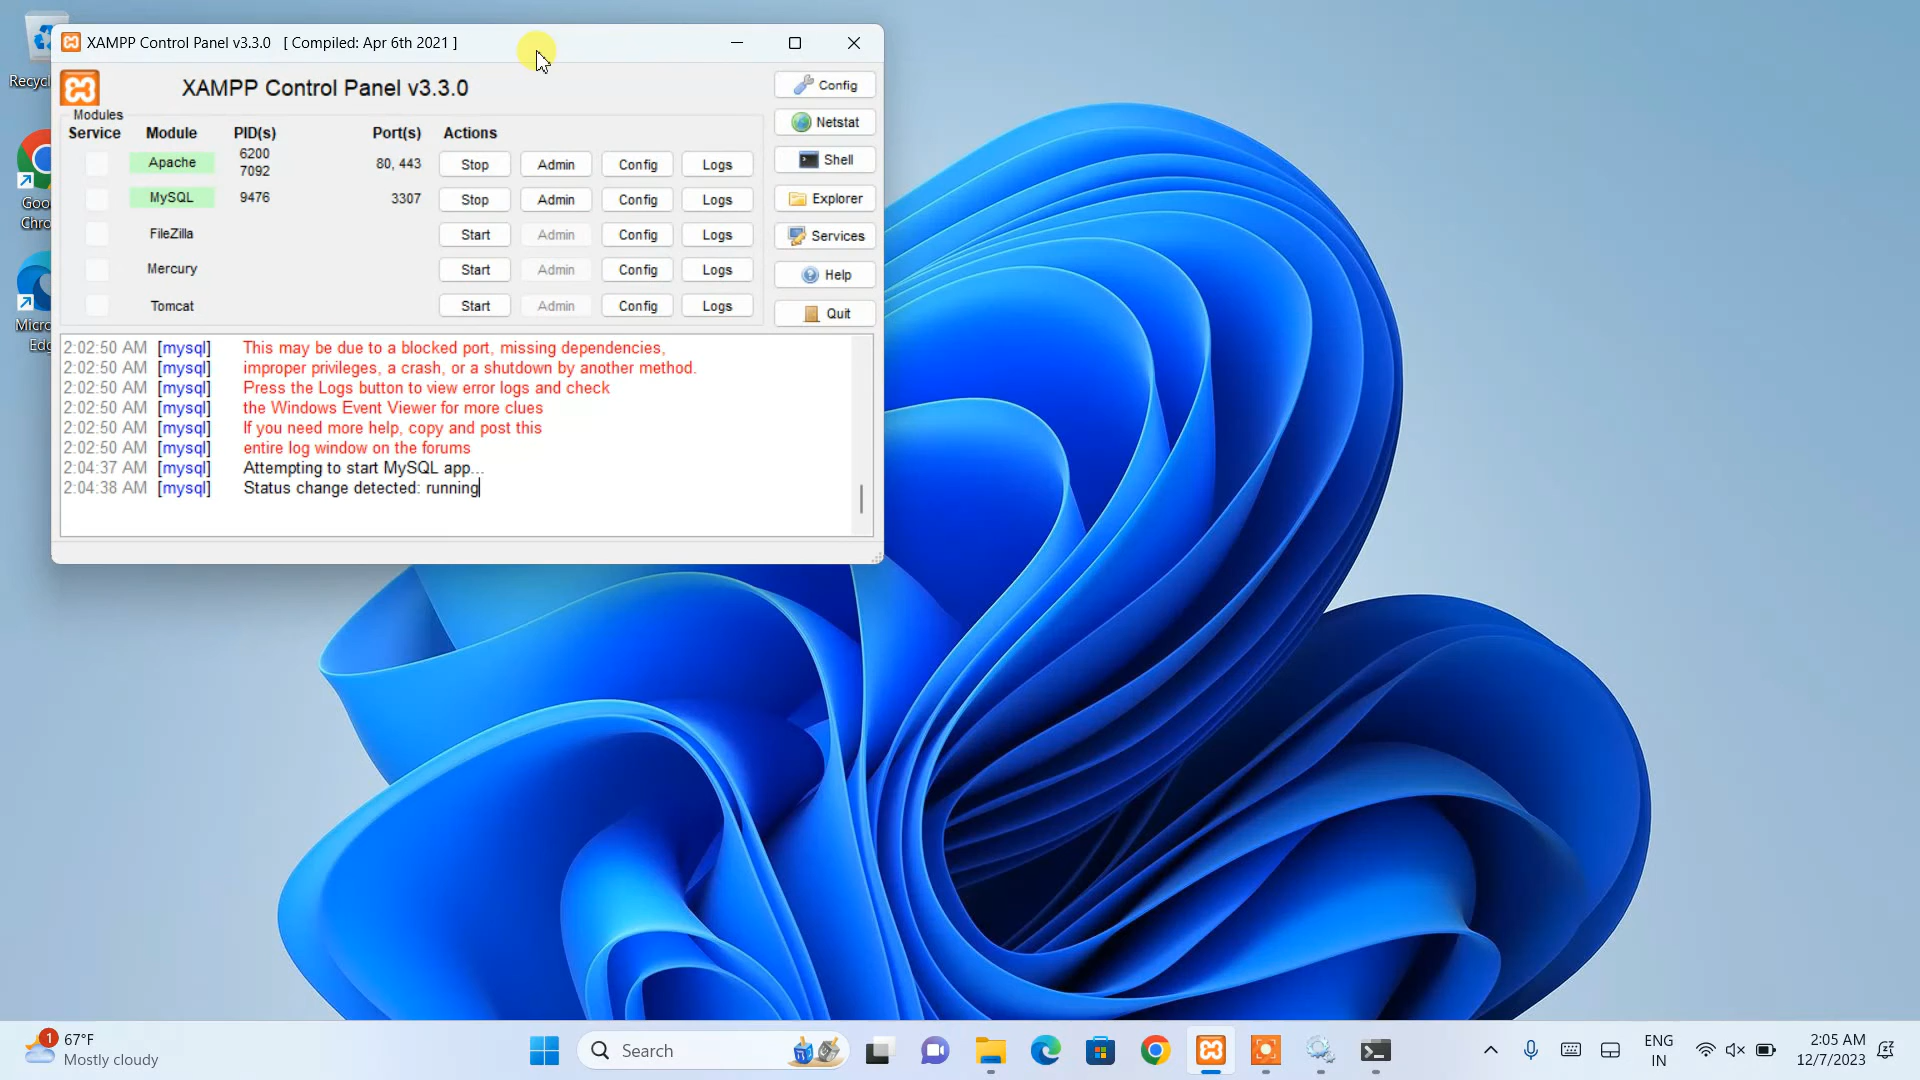 Recycl
Goo
Chro
Micro
Edg
XAMPP Control Panel v3.3.0 [ Compiled: Apr 6th 2021 ]
XAMPP Control Panel v3.3.0
Config
Netstat
Shell
Explorer
Services
Help
Quit
Modules
Service Module PID(s) Port(s) Actions
Apache 6200 7092 80, 443 Stop Admin Config Logs
MySQL 9476 3307 Stop Admin Config Logs
FileZilla Start Admin Config Logs
Mercury Start Admin Config Logs
Tomcat Start Admin Config Logs
2:02:50 AM [mysql] This may be due to a blocked port, missing dependencies,
2:02:50 AM [mysql] improper privileges, a crash, or a shutdown by another method.
2:02:50 AM [mysql] Press the Logs button to view error logs and check
2:02:50 AM [mysql] the Windows Event Viewer for more clues
2:02:50 AM [mysql] If you need more help, copy and post this
2:02:50 AM [mysql] entire log window on the forums
2:04:37 AM [mysql] Attempting to start MySQL app...
2:04:38 AM [mysql] Status change detected: running
1
67°F
Mostly cloudy
Search
ENG
IN
2:05 AM
12/7/2023